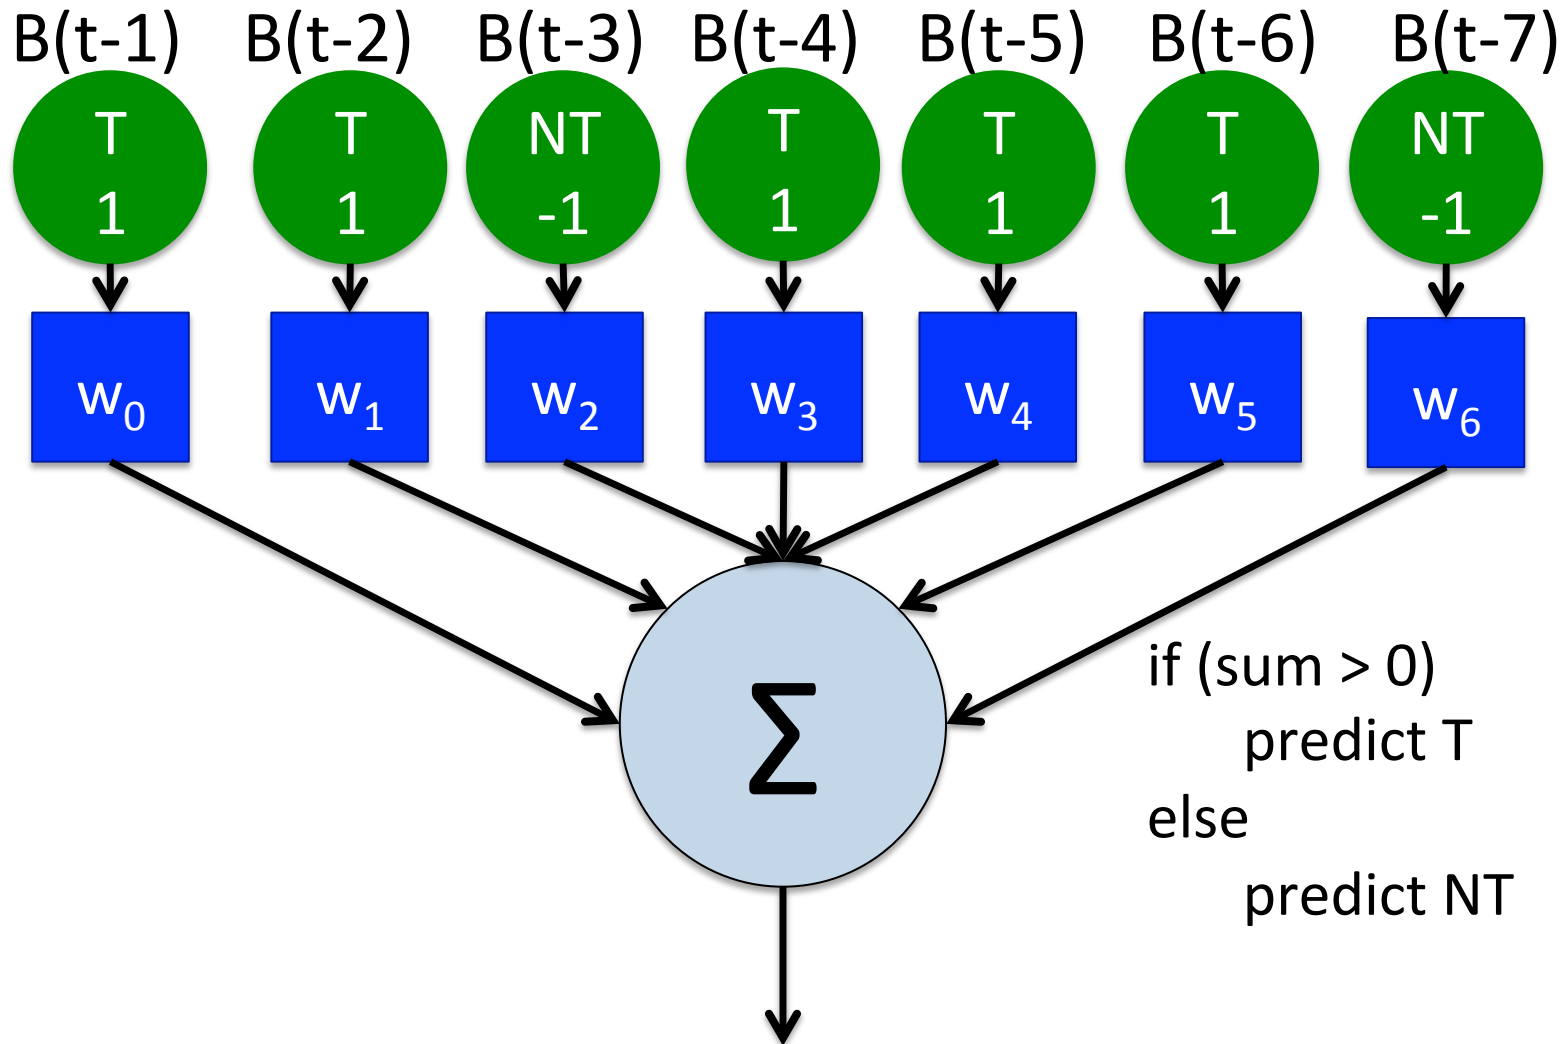 B(t-1) B(t-2) B(t-3) B(t-4) B(t-5) B(t-6) B(t-7)
T T NT T T T NT
1 1 -1 1 1 1 -1
w₀ w₁ w₂ w₃ w₄ w₅ w₆
Σ
if (sum > 0)
predict T
else
predict NT